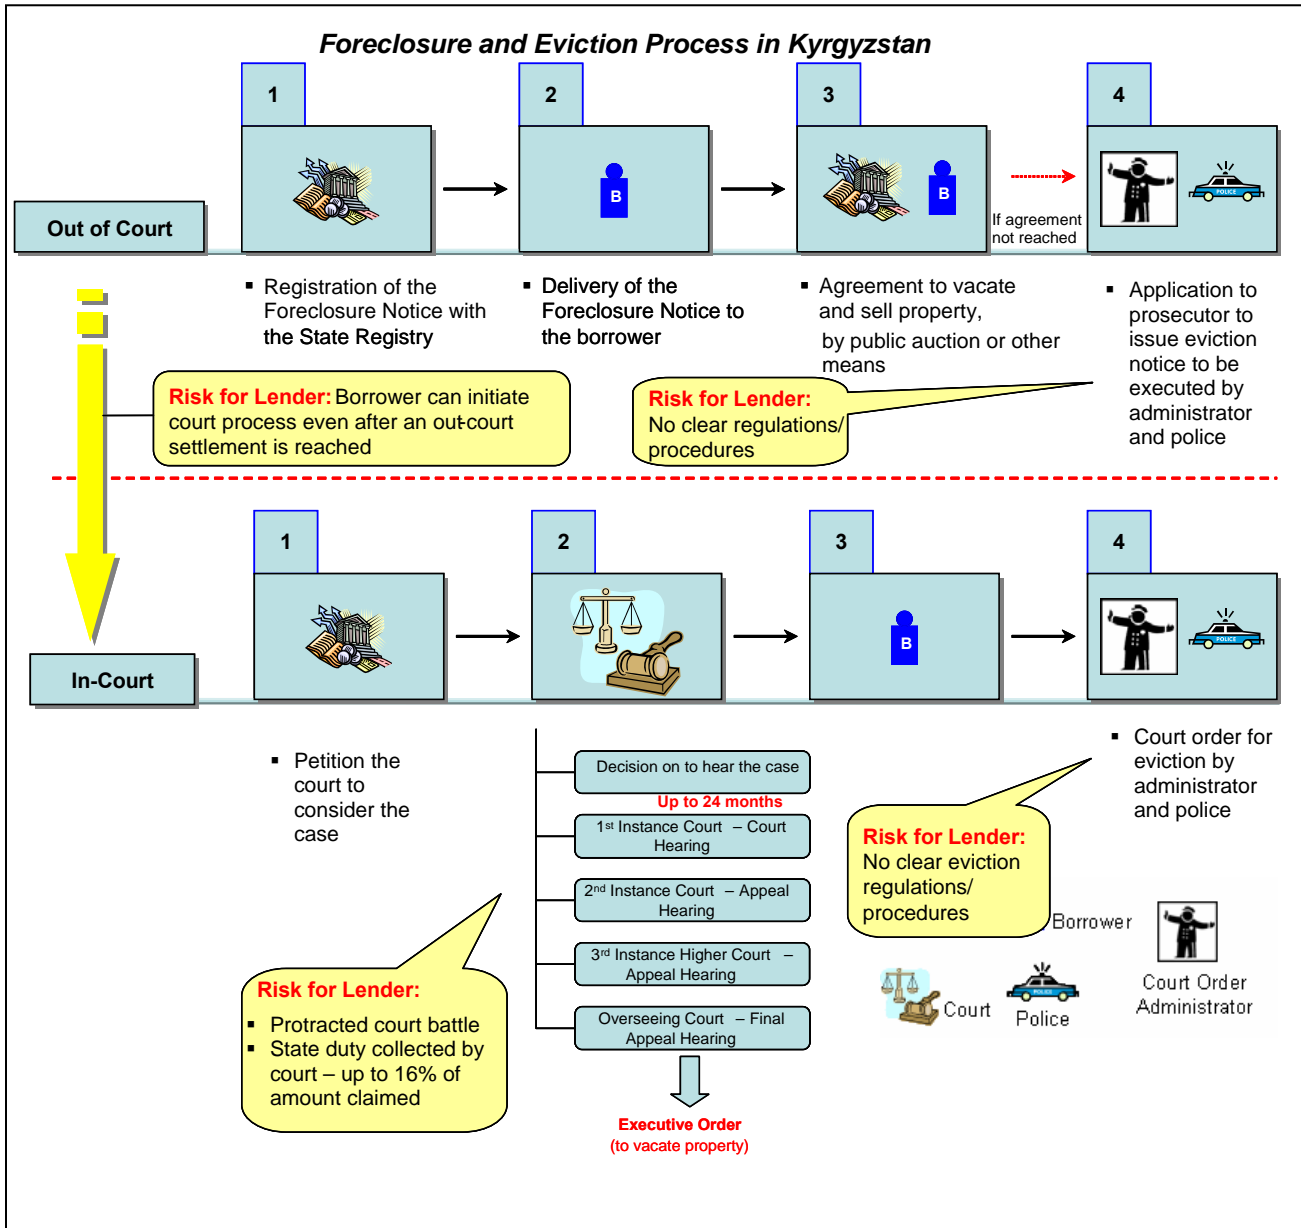 Foreclosure and Eviction Process in Kyrgyzstan
1
2
3
4
B
B
POLICE
Out of Court
If agreement
not reached
▪ Registration of the
Foreclosure Notice with
the State Registry
▪ Delivery of the
Foreclosure Notice to
the borrower
▪ Agreement to vacate
and sell property,
by public auction or other
means
▪ Application to
prosecutor to
issue eviction
notice to be
executed by
administrator
and police
Risk for Lender: Borrower can initiate
court process even after an out-court
settlement is reached
Risk for Lender:
No clear regulations/
procedures
1
2
3
4
B
POLICE
In-Court
▪ Petition the
court to
consider the
case
Decision on to hear the case
Up to 24 months
1st Instance Court – Court
Hearing
2nd Instance Court – Appeal
Hearing
3rd Instance Higher Court –
Appeal Hearing
Overseeing Court – Final
Appeal Hearing
Executive Order
(to vacate property)
▪ Court order for
eviction by
administrator
and police
Risk for Lender:
No clear eviction
regulations/
procedures
Risk for Lender:
▪ Protracted court battle
▪ State duty collected by
court – up to 16% of
amount claimed
Borrower
Court
POLICE
Police
Court Order
Administrator